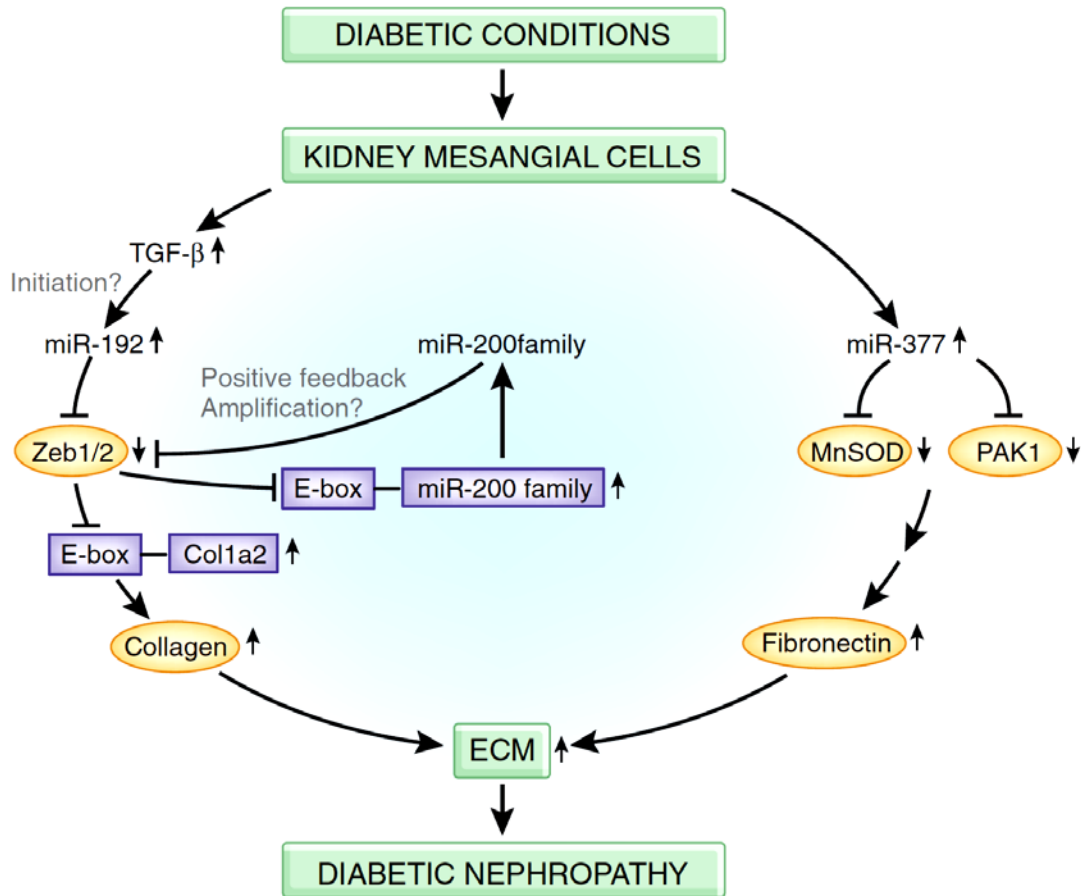 DIABETIC CONDITIONS
KIDNEY MESANGIAL CELLS
TGF-β
Initiation?
miR-192
miR-200family
miR-377
Positive feedback
Amplification?
Zeb1/2
MnSOD
PAK1
E-box
miR-200 family
E-box
Col1a2
Collagen
Fibronectin
ECM
DIABETIC NEPHROPATHY